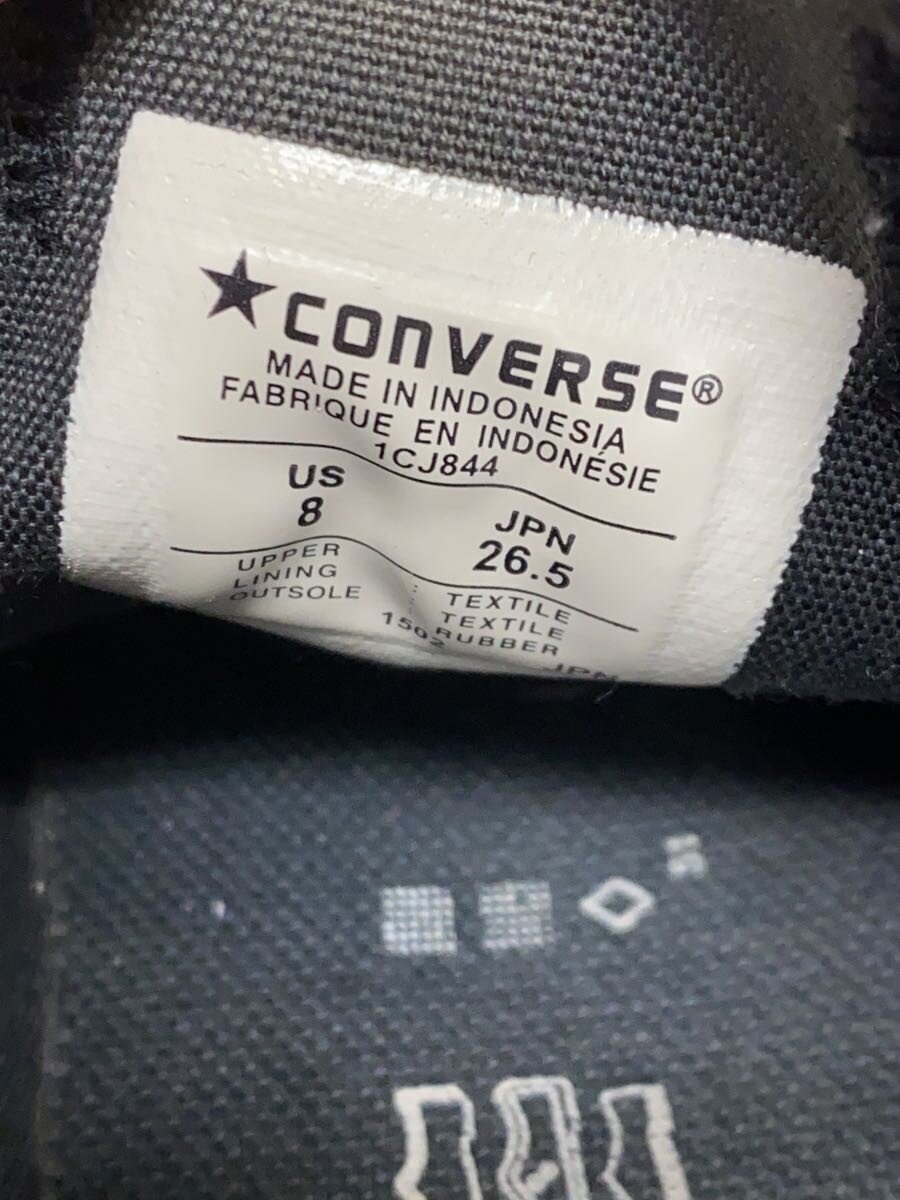 ★CONVERSE®
MADE IN INDONESIA
FABRIQUE EN INDONÉSIE
1CJ844
US JPN
8 26.5
UPPER : TEXTILE
LINING : TEXTILE
OUTSOLE : RUBBER
1502 JPN